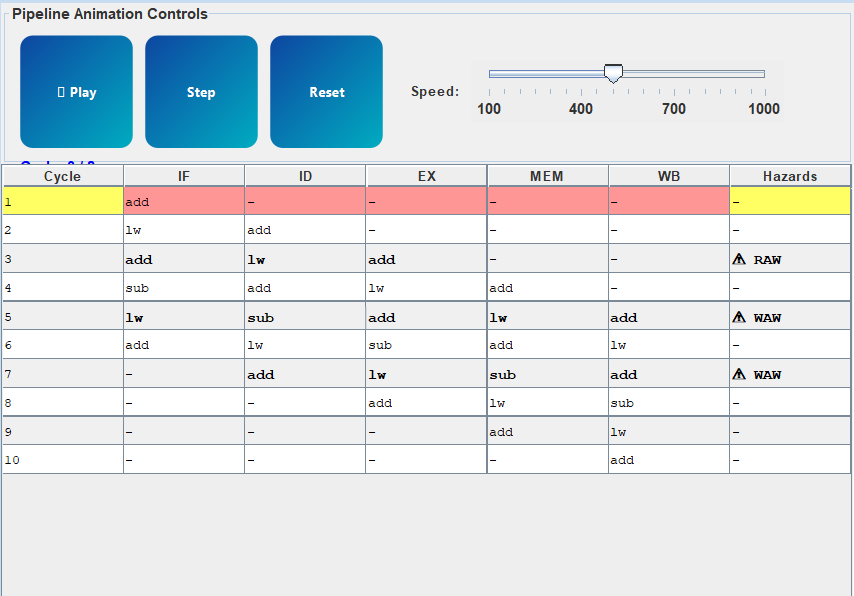 Pipeline Animation Controls
▯ Play Step Reset Speed:
100 400 700 1000
Cycle IF ID EX MEM WB Hazards
1 add - - - - -
2 lw add - - - -
3 add lw add - - ⚠ RAW
4 sub add lw add - -
5 lw sub add lw add ⚠ WAW
6 add lw sub add lw -
7 - add lw sub add ⚠ WAW
8 - - add lw sub -
9 - - - add lw -
10 - - - - add -